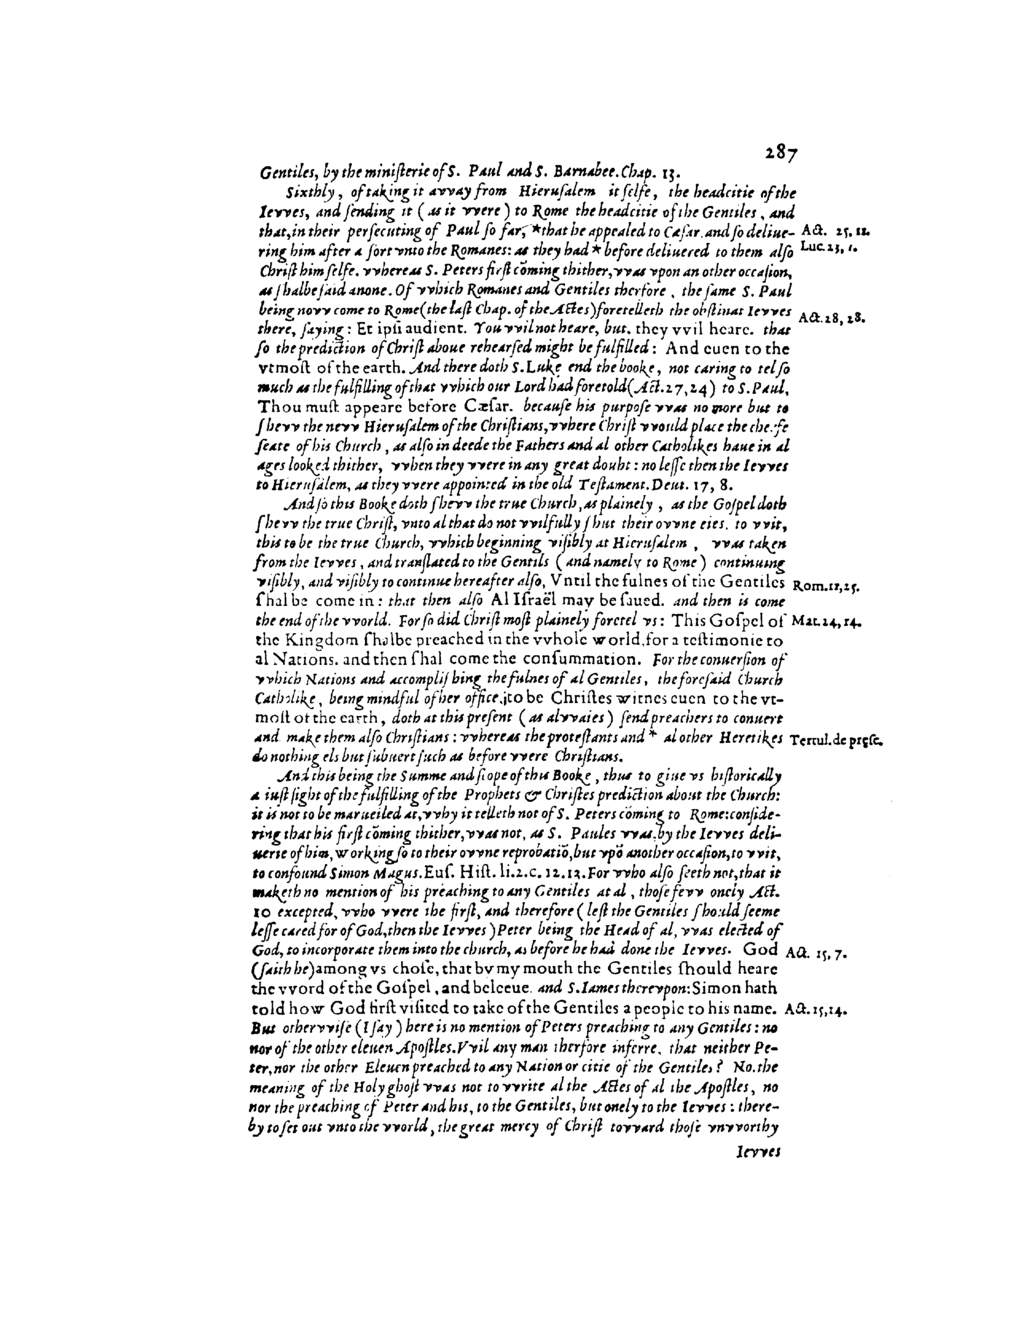 287
Gentiles, by the ministerie of S. Paul and S. Barnabee. Chap. 13.
Sixthly, of taking it avvay from Hierusalem it selfe, the headcitie of the
Ievves, and sending it (as it vvere) to Rome the headcitie of the Gentiles, and
that, in their persecuting of Paul so far, *that he appealed to Cæsar. and so deliue- Act. 25, 11.
ring him after a sort vnto the Romanes: as they had * before deliuered to them also Luc. 23, 1.
Christ him selfe. vvhereas S. Peters first cōming thither, vvas vpon an other occasion,
as shalbe said anone. Of vvhich Romanes and Gentiles therfore, the same S. Paul
being novv come to Rome (the last Chap. of the Actes) foretelleth the obstinat Ievves
there, saying: Et ipsi audient. You vvil not heare, but. they vvil heare. that Act. 28, 28.
so the prediction of Christ aboue rehearsed might be fulfilled: And euen to the
vtmost of the earth. And there doth S. Luke end the booke, not caring to tel so
much as the fulfilling of that vvhich our Lord had foretold (Act. 27, 24) to S. Paul,
Thou must appeare before Cæsar. because his purpose vvas no more but to
shevv the nevv Hierusalem of the Christians, vvhere Christ vvould place the cheefe
seate of his Church, as also in deede the Fathers and al other Catholikes haue in al
ages looked thither, vvhen they vvere in any great doubt: no lesse then the Ievves
to Hierusalem, as they vvere appointed in the old Testament. Deut. 17, 8.
And so this Booke doth shevv the true Church, as plainely, as the Gospel doth
shevv the true Christ, vnto al that do not vvilfully shut their ovvne eies. to vvit,
this to be the true Church, vvhich beginning visibly at Hierusalem, vvas taken
from the Ievves, and translated to the Gentils (and namely to Rome) continuing
visibly, and visibly to continue hereafter also, Vntil the fulnes of the Gentiles Rom. 11, 25.
shal be come in: that then also Al Israël may be saued. and then is come
the end of the vvorld. For so did Christ most plainely foretel vs: This Gospel of Mat. 24, 14.
the Kingdom shalbe preached in the vvhole world, for a testimonie to
al Nations. and then shal come the consummation. For the conuersion of
vvhich Nations and accomplishing the fulnes of al Gentiles, the foresaid Church
Catholike, being mindful of her office, to be Christes witnes euen to the vt-
most of the earth, doth at this present (as alvvaies) send preachers to conuert
and make them also Christians: vvhereas the protestants and * al other Heretikes Tertul. de præsc.
do nothing els but subuert such as before vvere Christians.
And this being the Summe and scope of this Booke, thus to giue vs historically
a iust sight of the fulfilling of the Prophets & Christes prediction about the Church:
it is not to be marueiled at, vvhy it telleth not of S. Peters cōming to Rome: conside-
ring that his first cōming thither, vvas not, as S. Paules vvas, by the Ievves deli-
uerie of him, working so to their ovvne reprobatiō, but vpō another occasion, to vvit,
to confound Simon Magus. Eus. Hist. li. 2. c. 12. 13. For vvho also seeth not, that it
maketh no mention of his preaching to any Gentiles at al, those fevv onely Act.
10 excepted, vvho vvere the first, and therefore (lest the Gentiles should seeme
lesse cared for of God, then the Ievves) Peter being the Head of al, vvas elected of
God, to incorporate them into the church, as before he had done the Ievves. God Act. 15, 7.
(saith he) among vs chose, that by my mouth the Gentiles should heare
the vvord of the Gospel, and beleeue. and S. Iames therevpon: Simon hath
told how God first visited to take of the Gentiles a people to his name. Act. 15, 14.
But othervvise (I say) here is no mention of Peters preaching to any Gentiles: no
nor of the other eleuen Apostles. Vvil any man therfore inferre, that neither Pe-
ter, nor the other Eleuen preached to any Nation or citie of the Gentiles? No. the
meaning of the Holy ghost vvas not to vvrite al the Actes of al the Apostles, no
nor the preaching of Peter and his, to the Gentiles, but onely to the Ievves: there-
by to set out vnto the vvorld, the great mercy of Christ tovvard those vnvvorthy
Ievves